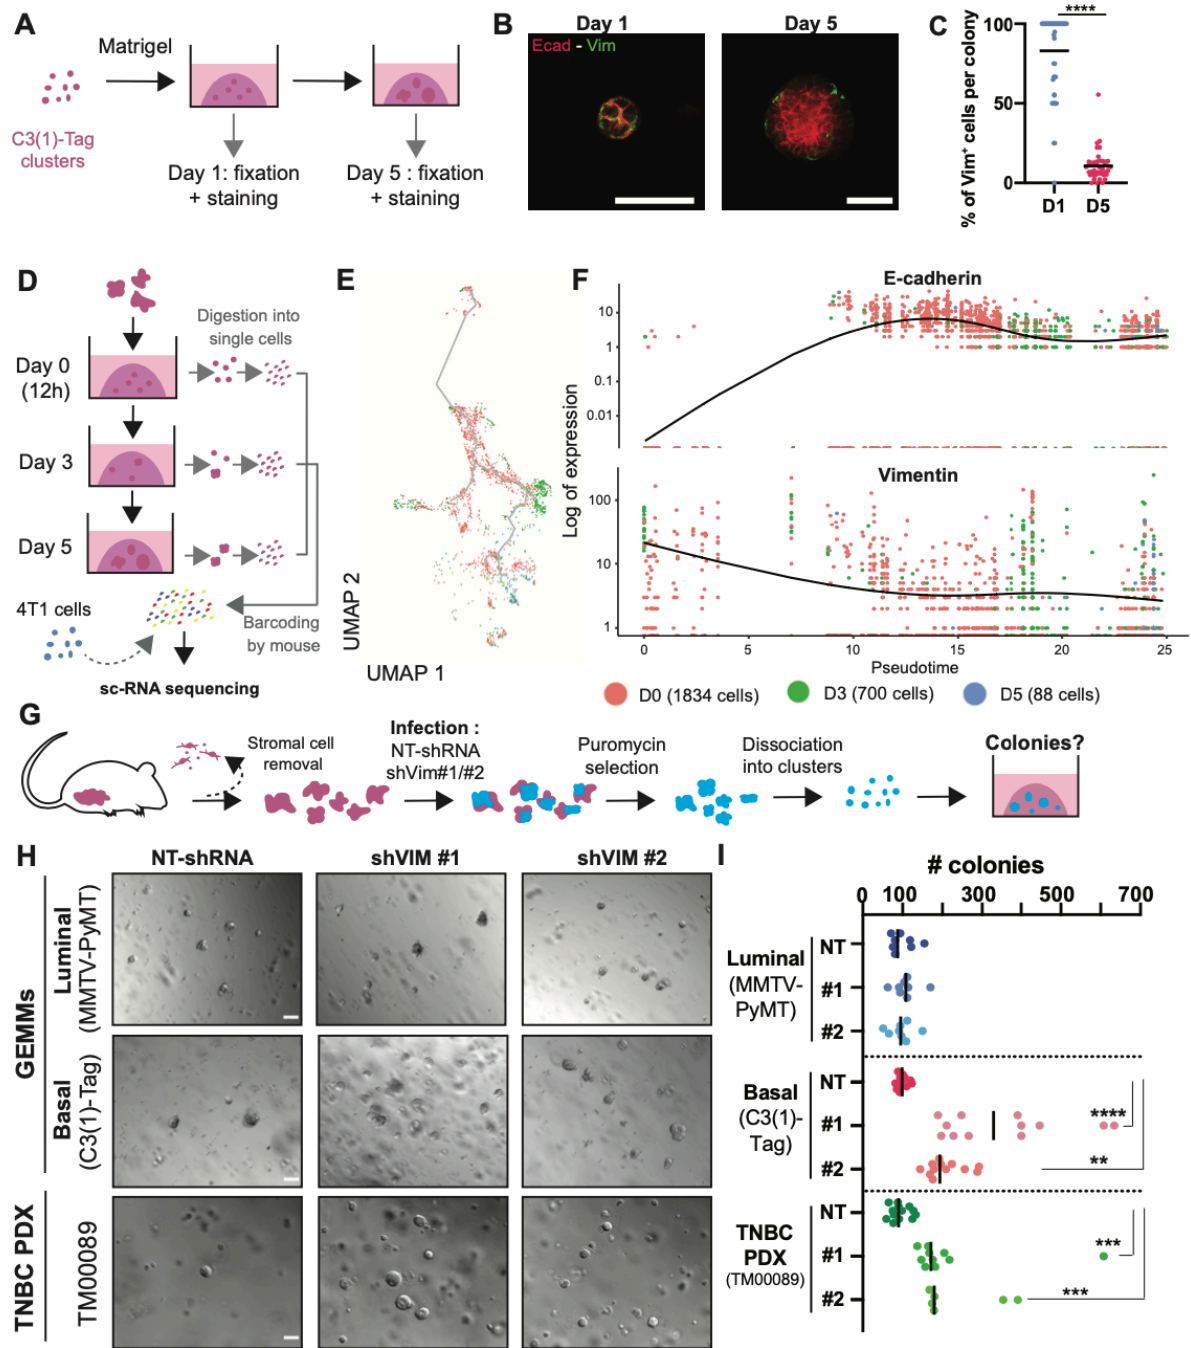 A
Matrigel
C3(1)-Tag
clusters
Day 1: fixation
+ staining
Day 5 : fixation
+ staining
B
Day 1
Day 5
Ecad - Vim
C
% of Vim+ cells per colony
100
50
0
****
D1
D5
D
Digestion into
single cells
Day 0
(12h)
Day 3
Day 5
4T1 cells
Barcoding
by mouse
sc-RNA sequencing
E
UMAP 2
UMAP 1
F
E-cadherin
10
1
0.1
0.01
Log of expression
Vimentin
100
10
1
0
5
10
15
20
25
Pseudotime
D0 (1834 cells)
D3 (700 cells)
D5 (88 cells)
G
Stromal cell
removal
Infection :
NT-shRNA
shVim#1/#2
Puromycin
selection
Dissociation
into clusters
Colonies?
H
NT-shRNA
shVIM #1
shVIM #2
GEMMs
Luminal
(MMTV-PyMT)
Basal
(C3(1)-Tag)
TNBC PDX
TM00089
I
# colonies
0
100
300
500
700
Luminal
(MMTV-
PyMT)
NT
#1
#2
Basal
(C3(1)-
Tag)
NT
#1
#2
****
**
TNBC
PDX
(TM00089)
NT
#1
#2
***
***